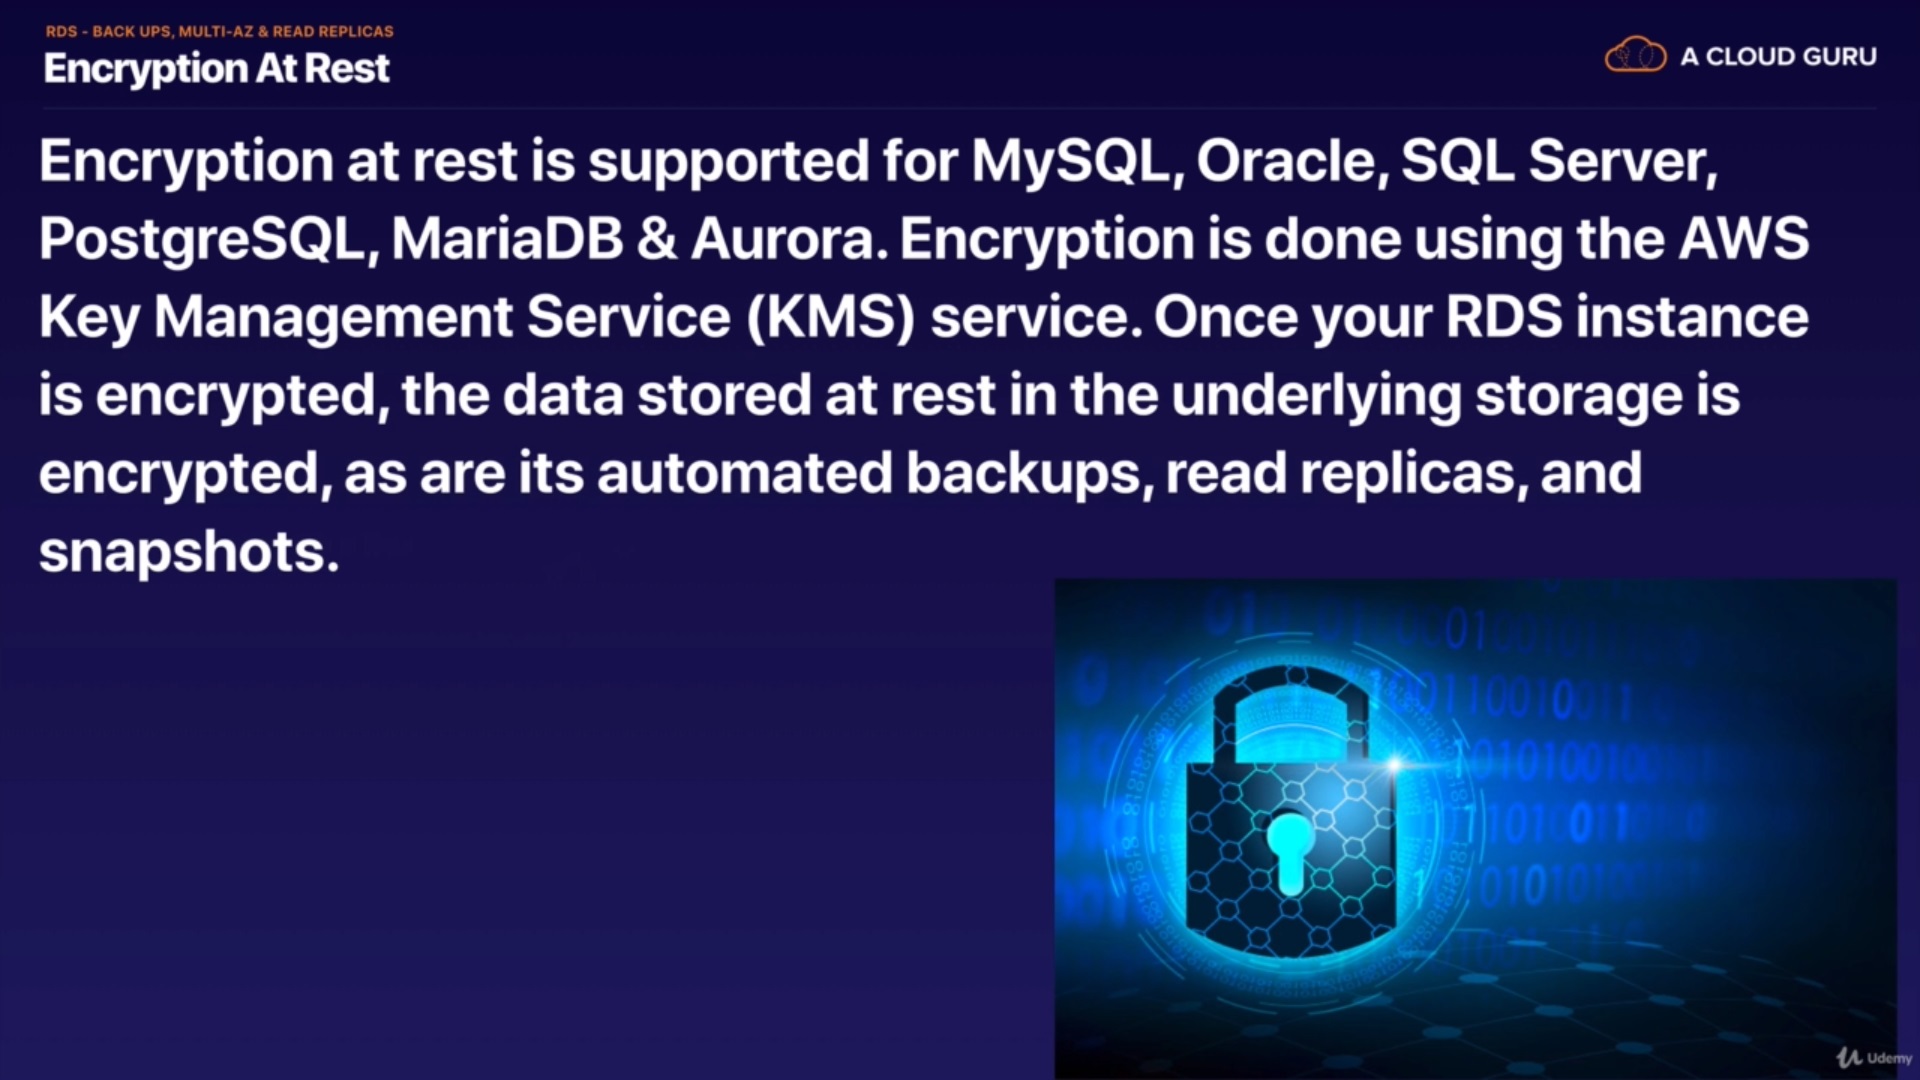 RDS - BACK UPS, MULTI-AZ & READ REPLICAS
Encryption At Rest
A CLOUD GURU
Encryption at rest is supported for MySQL, Oracle, SQL Server,
PostgreSQL, MariaDB & Aurora. Encryption is done using the AWS
Key Management Service (KMS) service. Once your RDS instance
is encrypted, the data stored at rest in the underlying storage is
encrypted, as are its automated backups, read replicas, and
snapshots.
Udemy